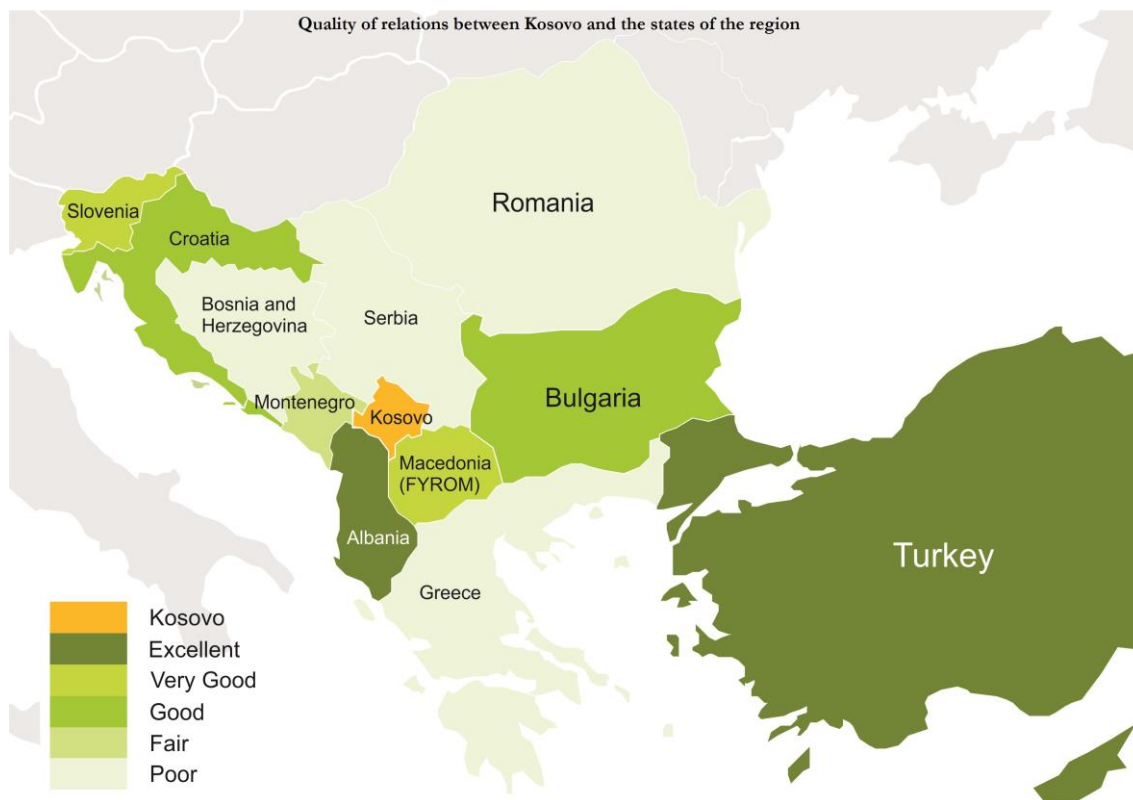 Quality of relations between Kosovo and the states of the region
Romania
Slovenia
Croatia
Bosnia and
Herzegovina
Serbia
Montenegro
Kosovo
Bulgaria
Macedonia
(FYROM)
Albania
Turkey
Greece
Kosovo
Excellent
Very Good
Good
Fair
Poor